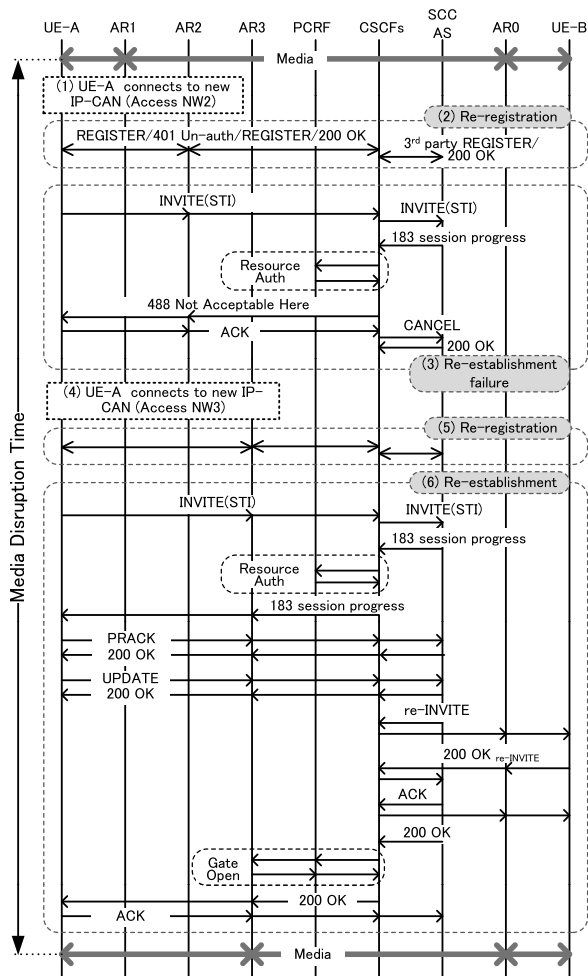 UE-A AR1 AR2 AR3 PCRF CSCFs SCC AS AR0 UE-B
Media
(1) UE-A connects to new
IP-CAN (Access NW2)
(2) Re-registration
REGISTER/401 Un-auth/REGISTER/200 OK
3rd party REGISTER/
200 OK
INVITE(STI)
INVITE(STI)
183 session progress
Resource
Auth
488 Not Acceptable Here
CANCEL
ACK
200 OK
(3) Re-establishment
failure
(4) UE-A connects to new IP-
CAN (Access NW3)
(5) Re-registration
Media Disruption Time
(6) Re-establishment
INVITE(STI)
INVITE(STI)
183 session progress
Resource
Auth
183 session progress
PRACK
200 OK
UPDATE
200 OK
re-INVITE
200 OK re-INVITE
ACK
200 OK
Gate
Open
200 OK
ACK
Media